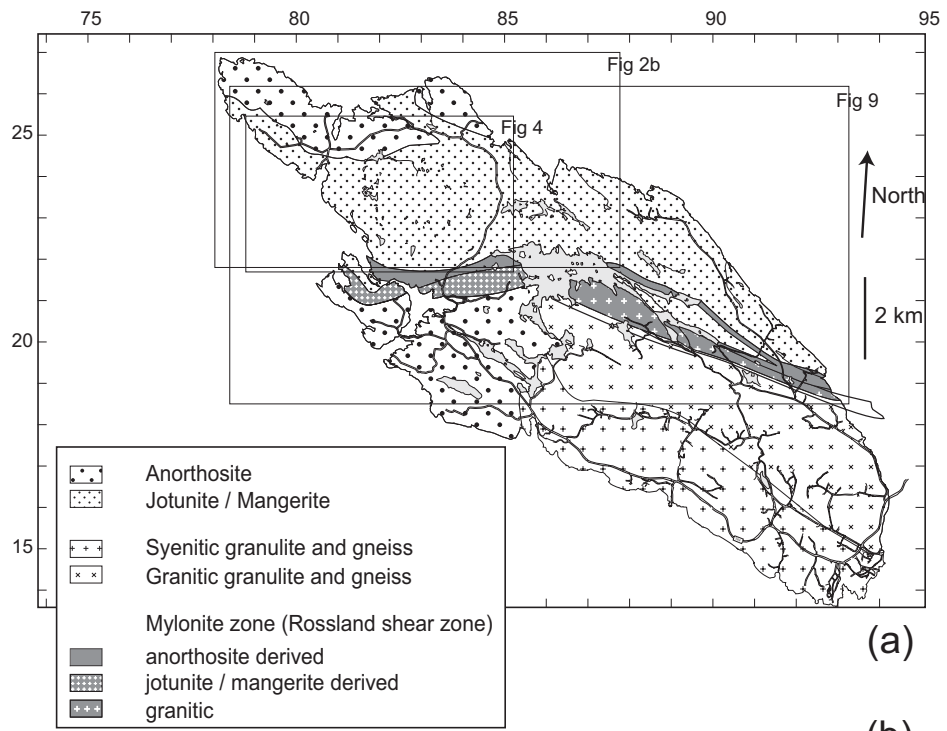 75 80 85 90 95
Fig 2b
Fig 9
Fig 4
25
North
20
2 km
15
Anorthosite
Jotunite / Mangerite
Syenitic granulite and gneiss
Granitic granulite and gneiss
Mylonite zone (Rossland shear zone)
anorthosite derived
jotunite / mangerite derived
granitic
(a)